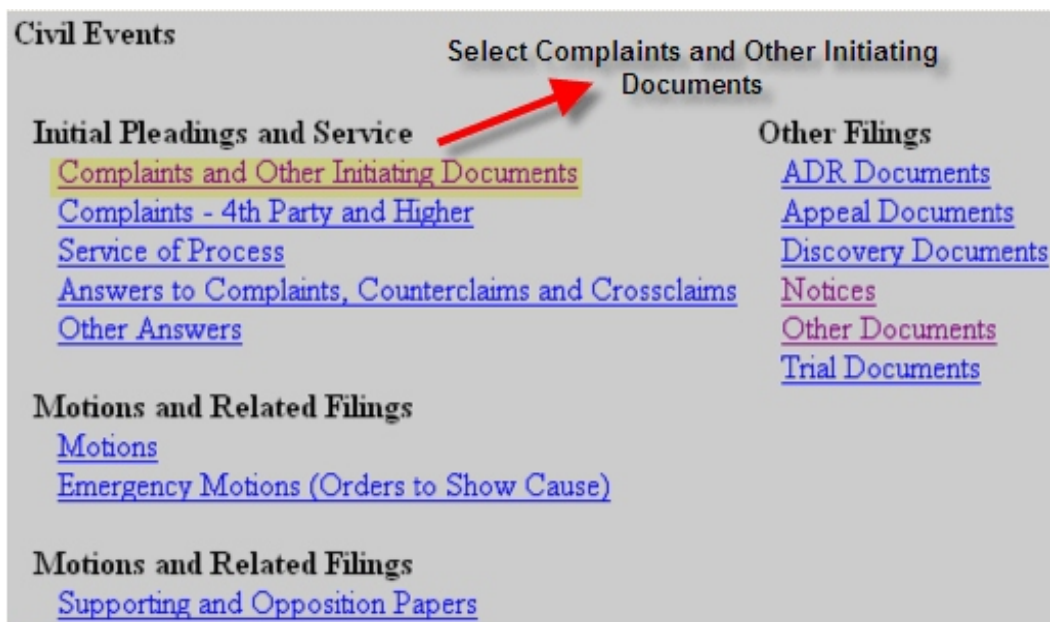 Civil Events
Select Complaints and Other Initiating
Documents
Initial Pleadings and Service
Complaints and Other Initiating Documents
Complaints - 4th Party and Higher
Service of Process
Answers to Complaints, Counterclaims and Crossclaims
Other Answers
Other Filings
ADR Documents
Appeal Documents
Discovery Documents
Notices
Other Documents
Trial Documents
Motions and Related Filings
Motions
Emergency Motions (Orders to Show Cause)
Motions and Related Filings
Supporting and Opposition Papers